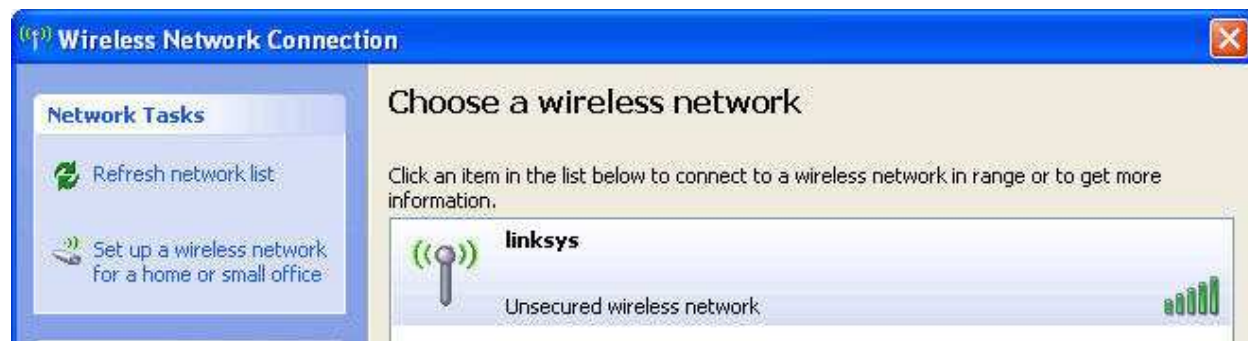 Wireless Network Connection
Network Tasks
Refresh network list
Set up a wireless network
for a home or small office
Choose a wireless network
Click an item in the list below to connect to a wireless network in range or to get more
information.
linksys
Unsecured wireless network